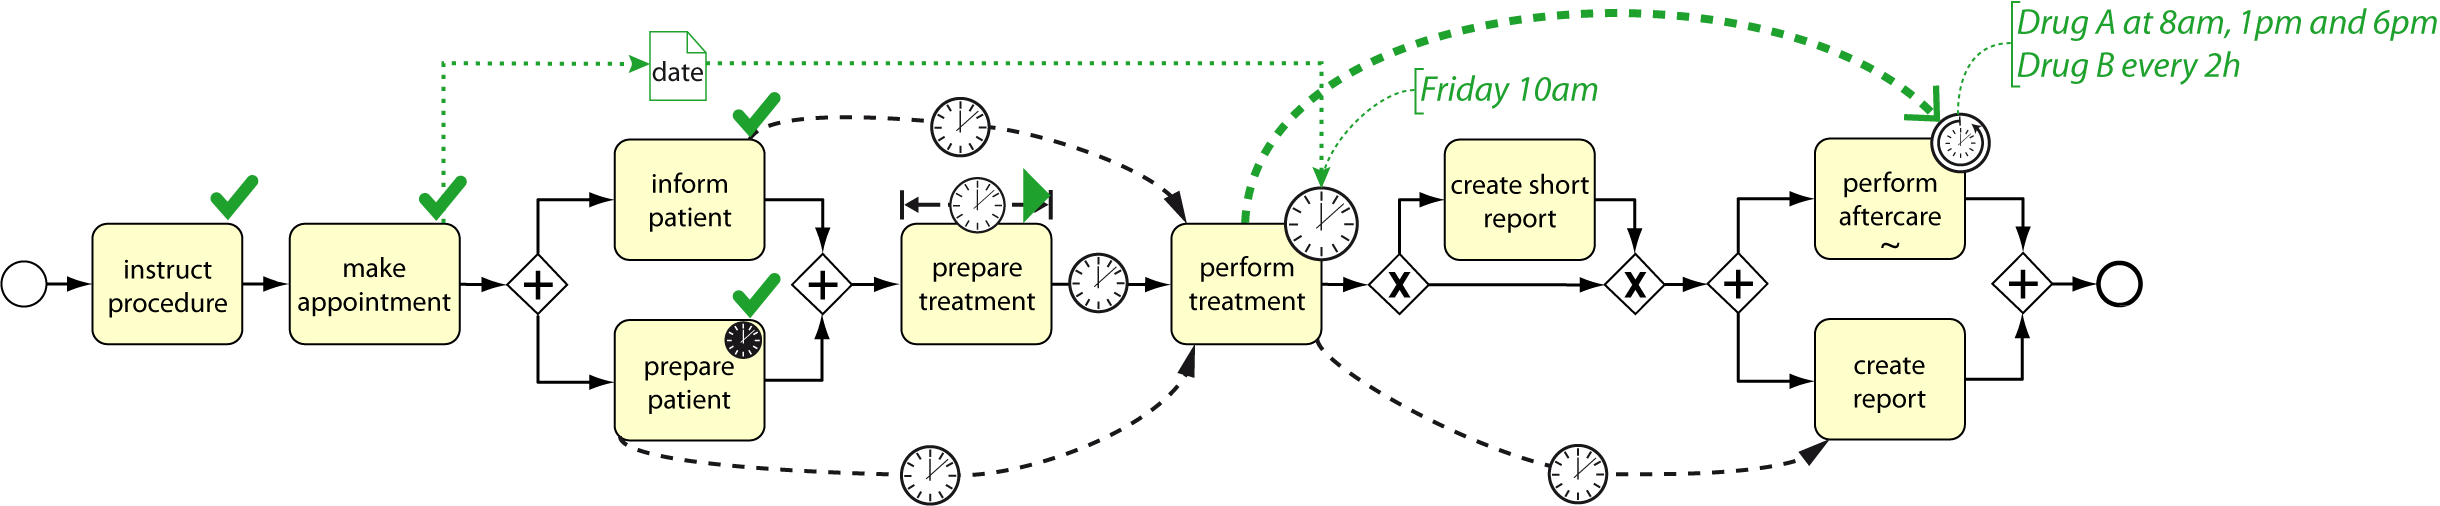 Drug A at 8am, 1pm and 6pm
Drug B every 2h
date
Friday 10am
instruct
procedure
make
appointment
inform
patient
prepare
patient
prepare
treatment
perform
treatment
create short
report
perform
aftercare
~
create
report